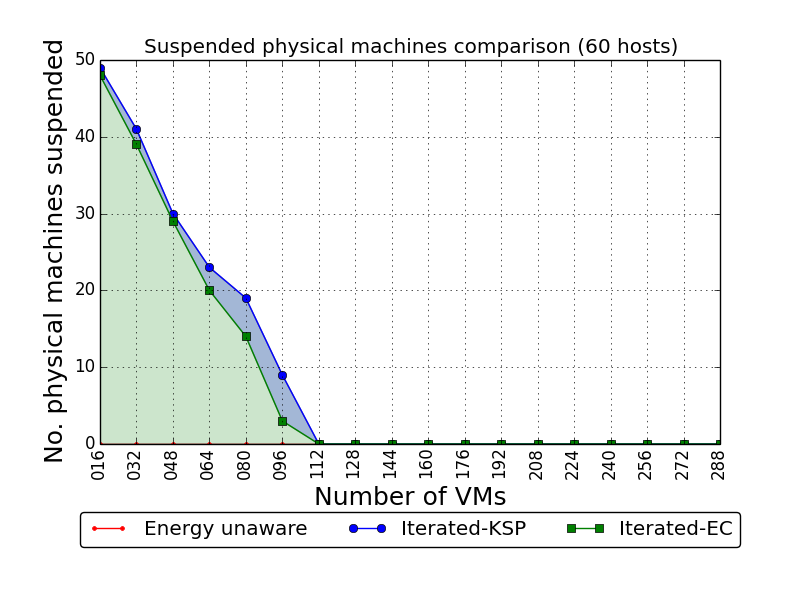 Suspended physical machines comparison (60 hosts)
No. physical machines suspended
50
40
30
20
10
0
016 032 048 064 080 096 112 128 144 160 176 192 208 224 240 256 272 288
Number of VMs
Energy unaware Iterated-KSP Iterated-EC